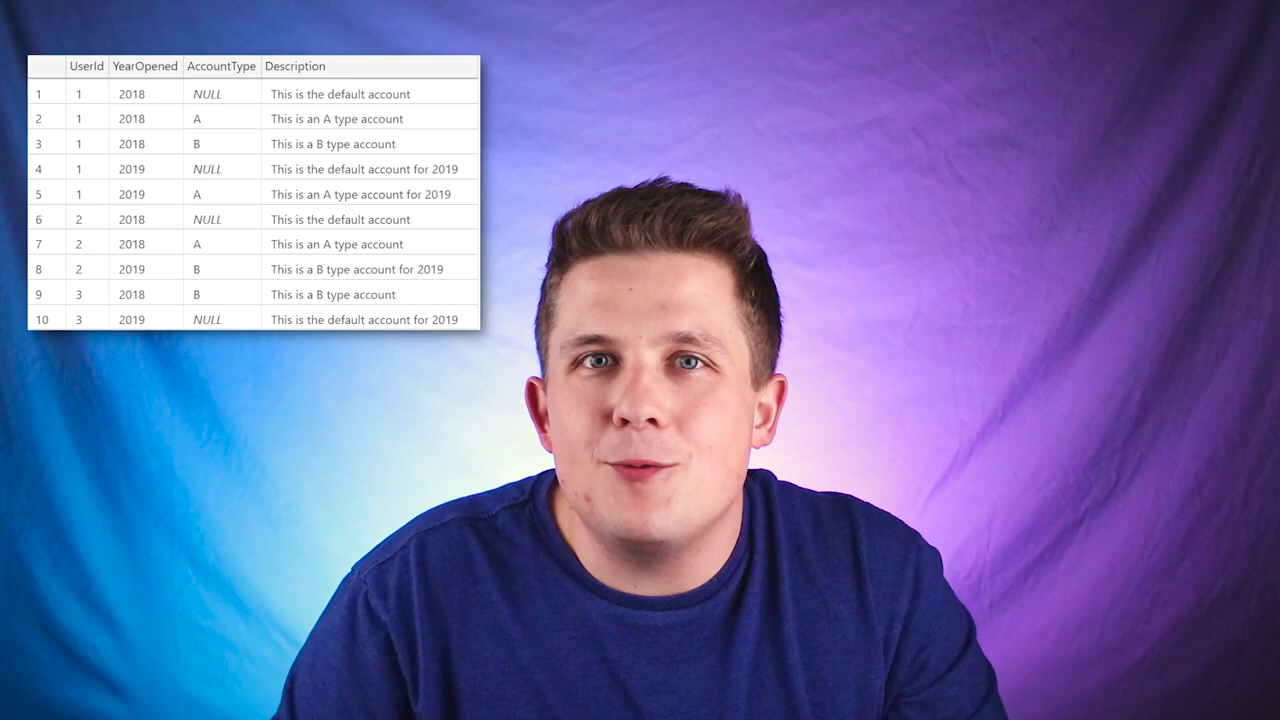 UserId YearOpened AccountType Description
1 1 2018 NULL This is the default account
2 1 2018 A This is an A type account
3 1 2018 B This is a B type account
4 1 2019 NULL This is the default account for 2019
5 1 2019 A This is an A type account for 2019
6 2 2018 NULL This is the default account
7 2 2018 A This is an A type account
8 2 2019 B This is a B type account for 2019
9 3 2018 B This is a B type account
10 3 2019 NULL This is the default account for 2019